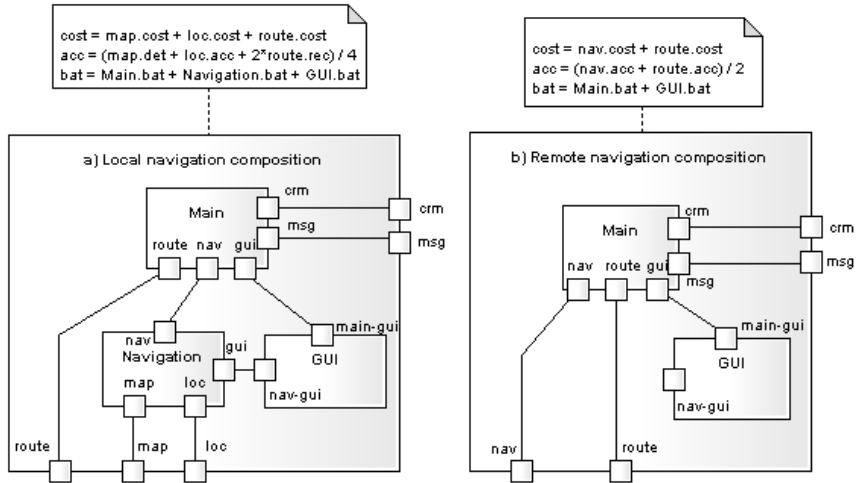 cost = map.cost + loc.cost + route.cost
acc = (map.det + loc.acc + 2*route.rec) / 4
bat = Main.bat + Navigation.bat + GUI.bat
a) Local navigation composition
Main
crm
crm
msg
msg
route nav gui
nav
Navigation
gui
main-gui
GUI
map loc
nav-gui
route
map
loc
cost = nav.cost + route.cost
acc = (nav.acc + route.acc) / 2
bat = Main.bat + GUI.bat
b) Remote navigation composition
Main
crm
crm
nav route gui
msg
msg
main-gui
GUI
nav-gui
nav
route